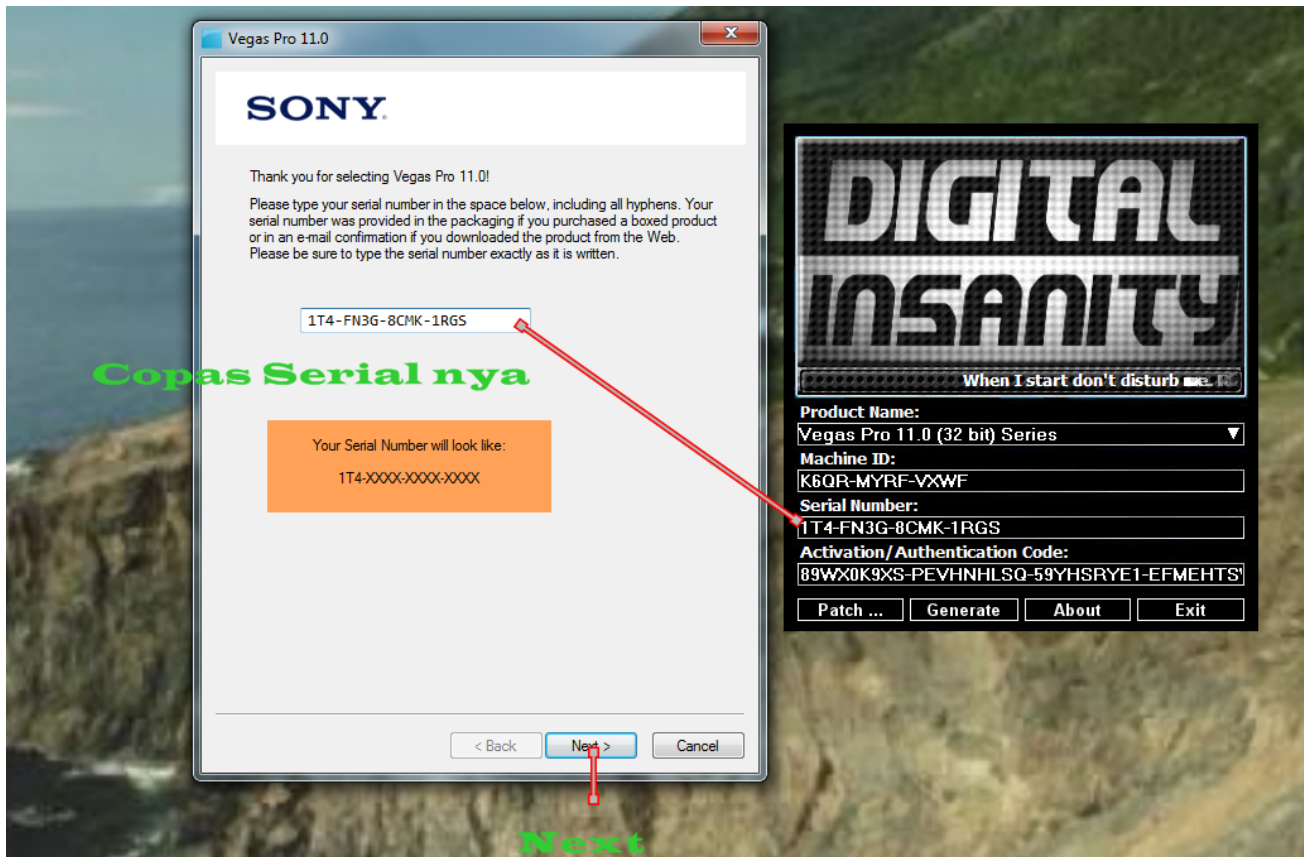 Vegas Pro 11.0
SONY
Thank you for selecting Vegas Pro 11.0!
Please type your serial number in the space below, including all hyphens. Your
serial number was provided in the packaging if you purchased a boxed product
or in an e-mail confirmation if you downloaded the product from the Web.
Please be sure to type the serial number exactly as it is written.
1T4-FN3G-8CMK-1RGS
Copas Serial nya
Your Serial Number will look like:
1T4-XXXX-XXXX-XXXX
< Back
Next >
Cancel
Next
DIGITAL
INSANITY
When I start don't disturb me.
Product Name:
Vegas Pro 11.0 (32 bit) Series
Machine ID:
K6QR-MYRF-VXWF
Serial Number:
1T4-FN3G-8CMK-1RGS
Activation/Authentication Code:
89WX0K9XS-PEVHNHLSQ-59YHSRYE1-EFMEHTS
Patch ...
Generate
About
Exit